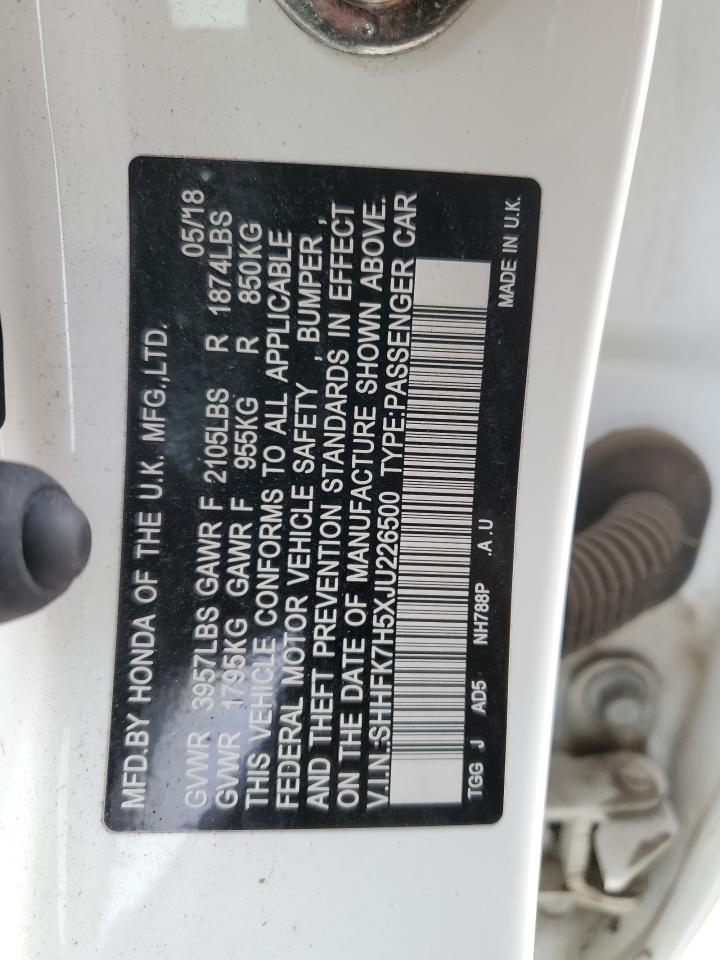 MFD.BY HONDA OF THE U.K. MFG.,LTD. 05/18
GVWR 3957LBS GAWR F 2105LBS R 1874LBS
GVWR 1795KG GAWR F 955KG R 850KG
THIS VEHICLE CONFORMS TO ALL APPLICABLE
FEDERAL MOTOR VEHICLE SAFETY , BUMPER ,
AND THEFT PREVENTION STANDARDS IN EFFECT
ON THE DATE OF MANUFACTURE SHOWN ABOVE.
V.I.N.:SHHFK7H5XJU226500 TYPE:PASSENGER CAR
TGG J AD5 NH788P .A .U
MADE IN U.K.